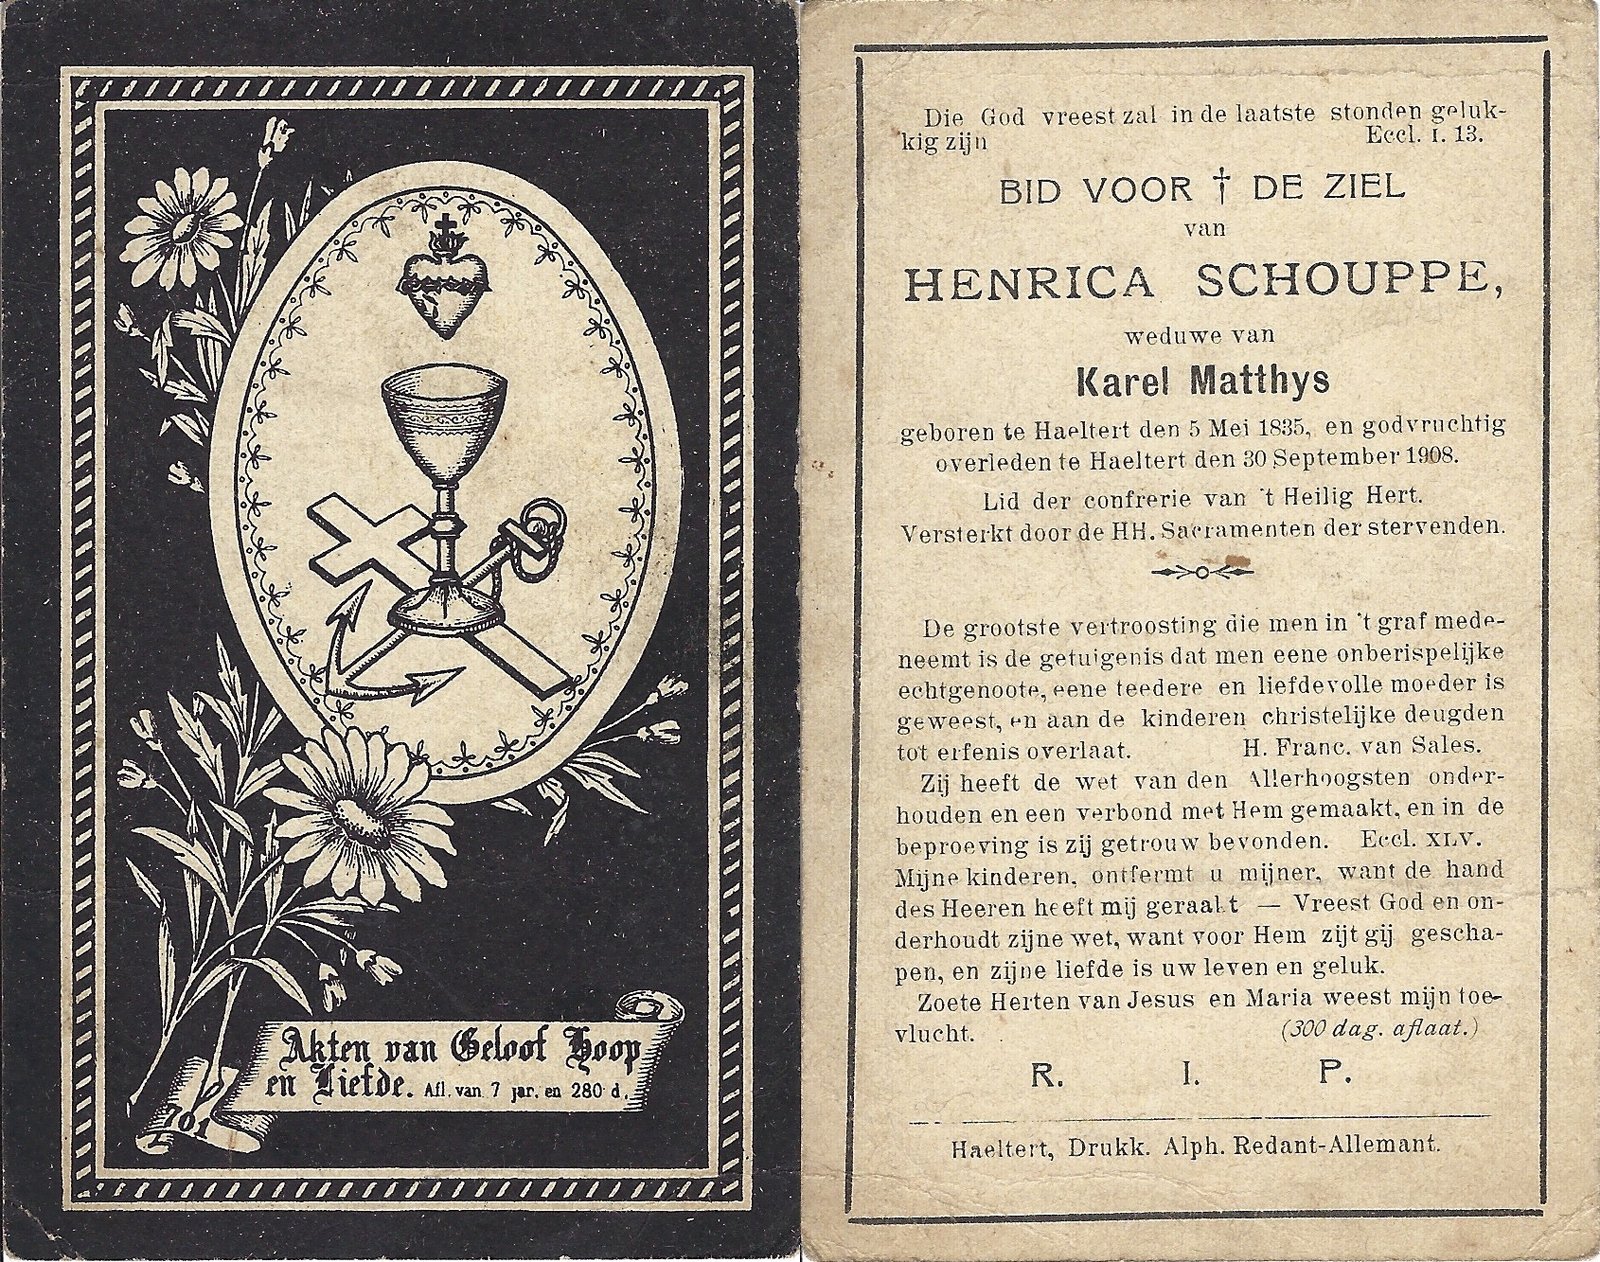 Akten van Geloof Hoop
en Liefde. Afl. van 7 jar. en 280 d.
701
Die God vreest zal in de laatste stonden geluk-
kig zijn Eccl. I. 13.
BID VOOR † DE ZIEL
van
HENRICA SCHOUPPE,
weduwe van
Karel Matthys
geboren te Haeltert den 5 Mei 1835, en godvruchtig
overleden te Haeltert den 30 September 1908.
Lid der confrerie van 't Heilig Hert.
Versterkt door de HH. Sacramenten der stervenden.
De grootste vertroosting die men in 't graf mede-
neemt is de getuigenis dat men eene onberispelijke
echtgenoote, eene teedere en liefdevolle moeder is
geweest, en aan de kinderen christelijke deugden
tot erfenis overlaat. H. Franc. van Sales.
Zij heeft de wet van den Allerhoogsten onder-
houden en een verbond met Hem gemaakt, en in de
beproeving is zij getrouw bevonden. Eccl. XLV.
Mijne kinderen, ontfermt u mijner, want de hand
des Heeren heeft mij geraakt — Vreest God en on-
derhoudt zijne wet, want voor Hem zijt gij gescha-
pen, en zijne liefde is uw leven en geluk.
Zoete Herten van Jesus en Maria weest mijn toe-
vlucht. (300 dag. aflaat.)
R. I. P.
Haeltert, Drukk. Alph. Redant-Allemant.